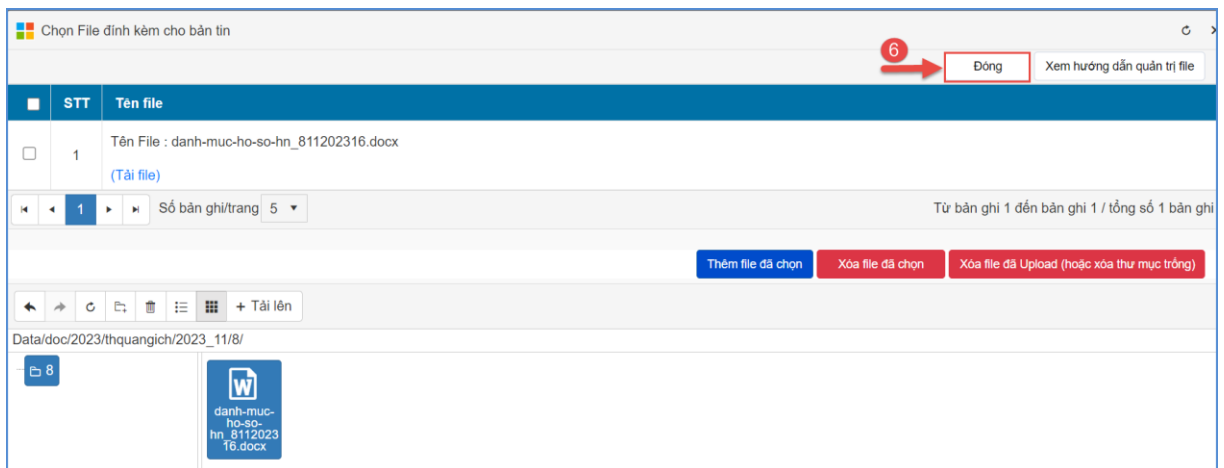 Chọn File đính kèm cho bản tin
6
Đóng Xem hướng dẫn quản trị file
STT Tên file
1 Tên File : danh-muc-ho-so-hn_811202316.docx
(Tải file)
1 Số bản ghi/trang 5 Từ bản ghi 1 đến bản ghi 1 / tổng số 1 bản ghi
Thêm file đã chọn Xóa file đã chọn Xóa file đã Upload (hoặc xóa thư mục trống)
+ Tải lên
Data/doc/2023/thquangich/2023_11/8/
8
W
danh-muc-
ho-so-
hn_8112023
16.docx